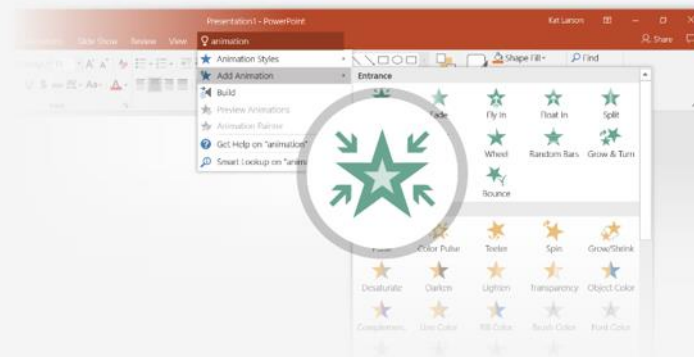 Presentation1 - PowerPoint
Kat Larson
Slide Show Review View animation
Share
Animation Styles
Add Animation
Build
Preview Animations
Animation Painter
Get Help on "animation"
Smart Lookup on "anim
Shape Fill
Find
Entrance
Fade Fly In Float In Split
Wheel Random Bars Grow & Turn
Bounce
Color Pulse Teeter Spin Grow/Shrink
Desaturate Darken Lighten Transparency Object Color
Complemen... Line Color Fill Color Brush Color Font Color